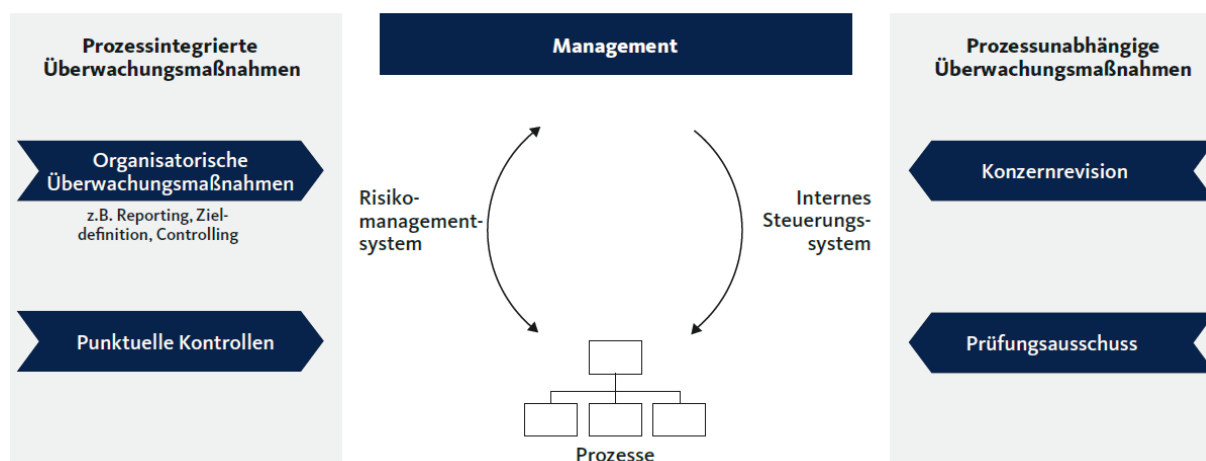 Prozessintegrierte
Überwachungsmaßnahmen
Organisatorische
Überwachungsmaßnahmen
z.B. Reporting, Ziel-
definition, Controlling
Punktuelle Kontrollen
Management
Risiko-
management-
system
Internes
Steuerungs-
system
Prozesse
Prozessunabhängige
Überwachungsmaßnahmen
Konzernrevision
Prüfungsausschuss